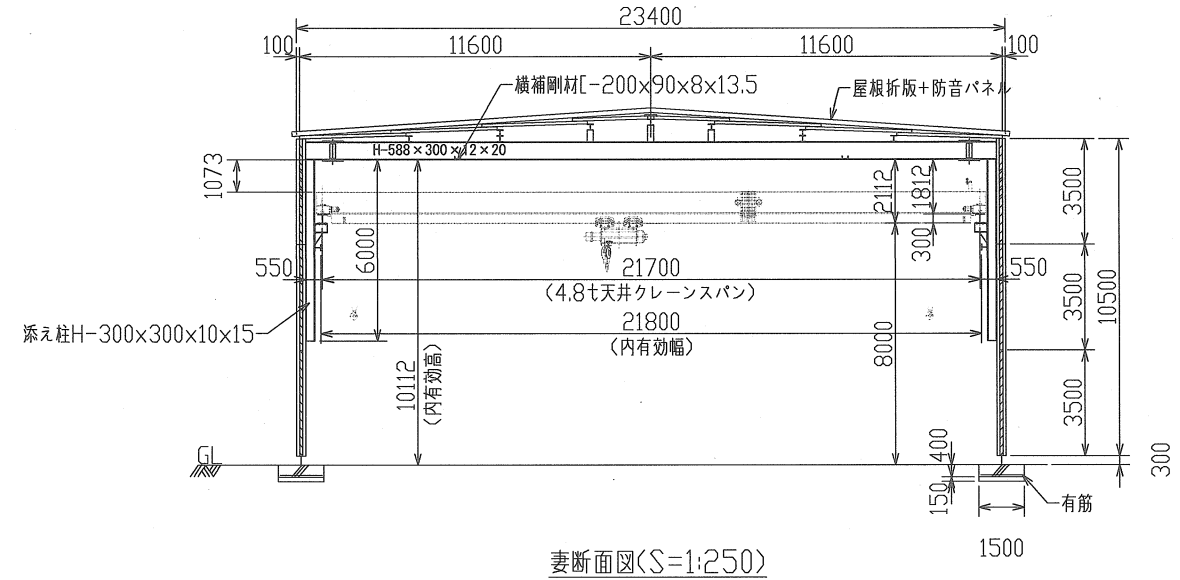 23400
100
11600
11600
100
横補剛材[-200x90x8x13.5
屋根折版+防音パネル
H-588×300×12×20
1073
6000
2112
1812
300
3500
3500
3500
10500
300
550
21700
(4.8t天井クレーンスパン)
550
添え柱H-300x300x10x15
21800
(内有効幅)
10112
(内有効高)
8000
GL
400
150
有筋
1500
妻断面図(S=1:250)